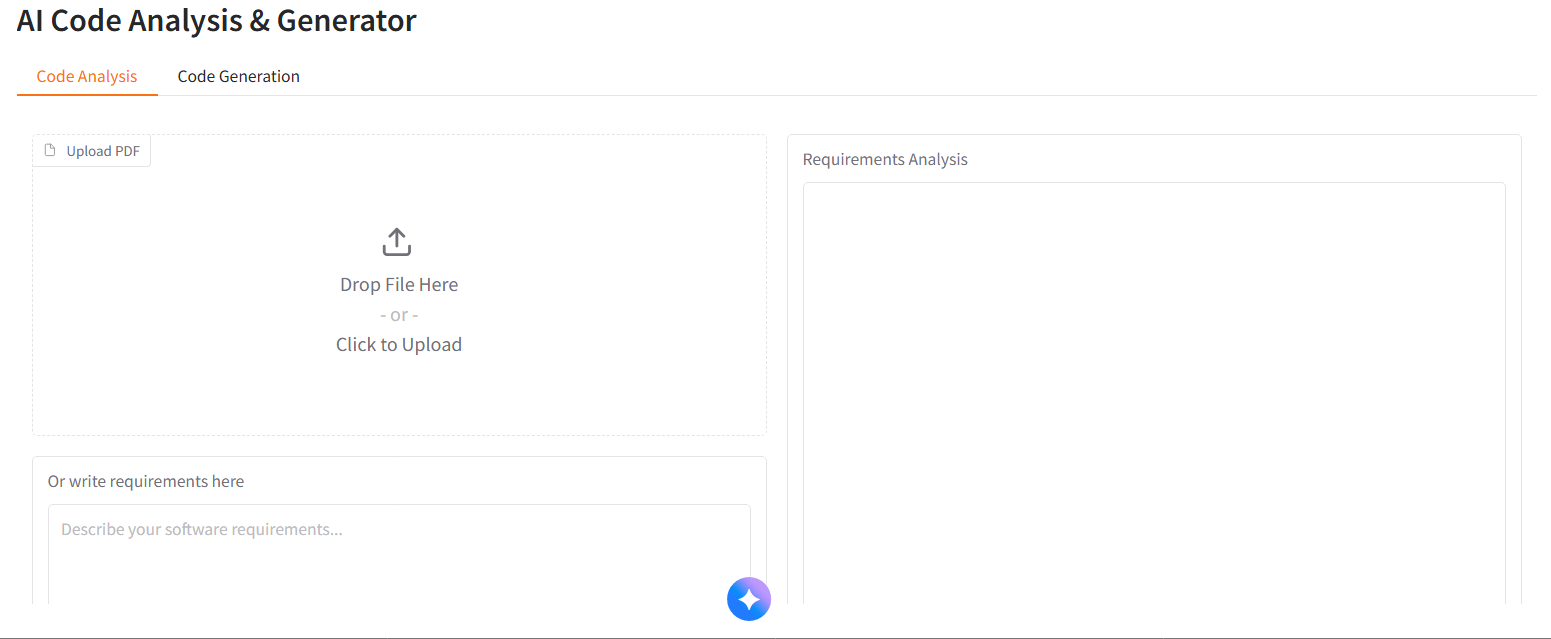 AI Code Analysis & Generator
Code Analysis
Code Generation
Upload PDF
Drop File Here
- or -
Click to Upload
Or write requirements here
Describe your software requirements...
Requirements Analysis